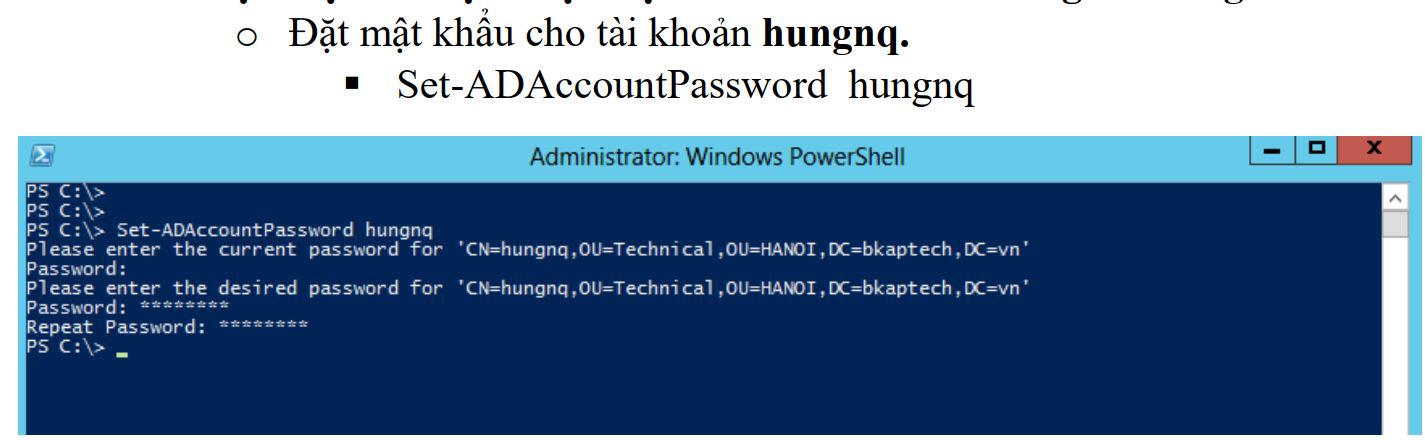 o Đặt mật khẩu cho tài khoản hungnq.
▪ Set-ADAccountPassword hungnq
Administrator: Windows PowerShell
PS C:\>
PS C:\>
PS C:\> Set-ADAccountPassword hungnq
Please enter the current password for 'CN=hungnq,OU=Technical,OU=HANOI,DC=bkaptech,DC=vn'
Password:
Please enter the desired password for 'CN=hungnq,OU=Technical,OU=HANOI,DC=bkaptech,DC=vn'
Password: ********
Repeat Password: ********
PS C:\>